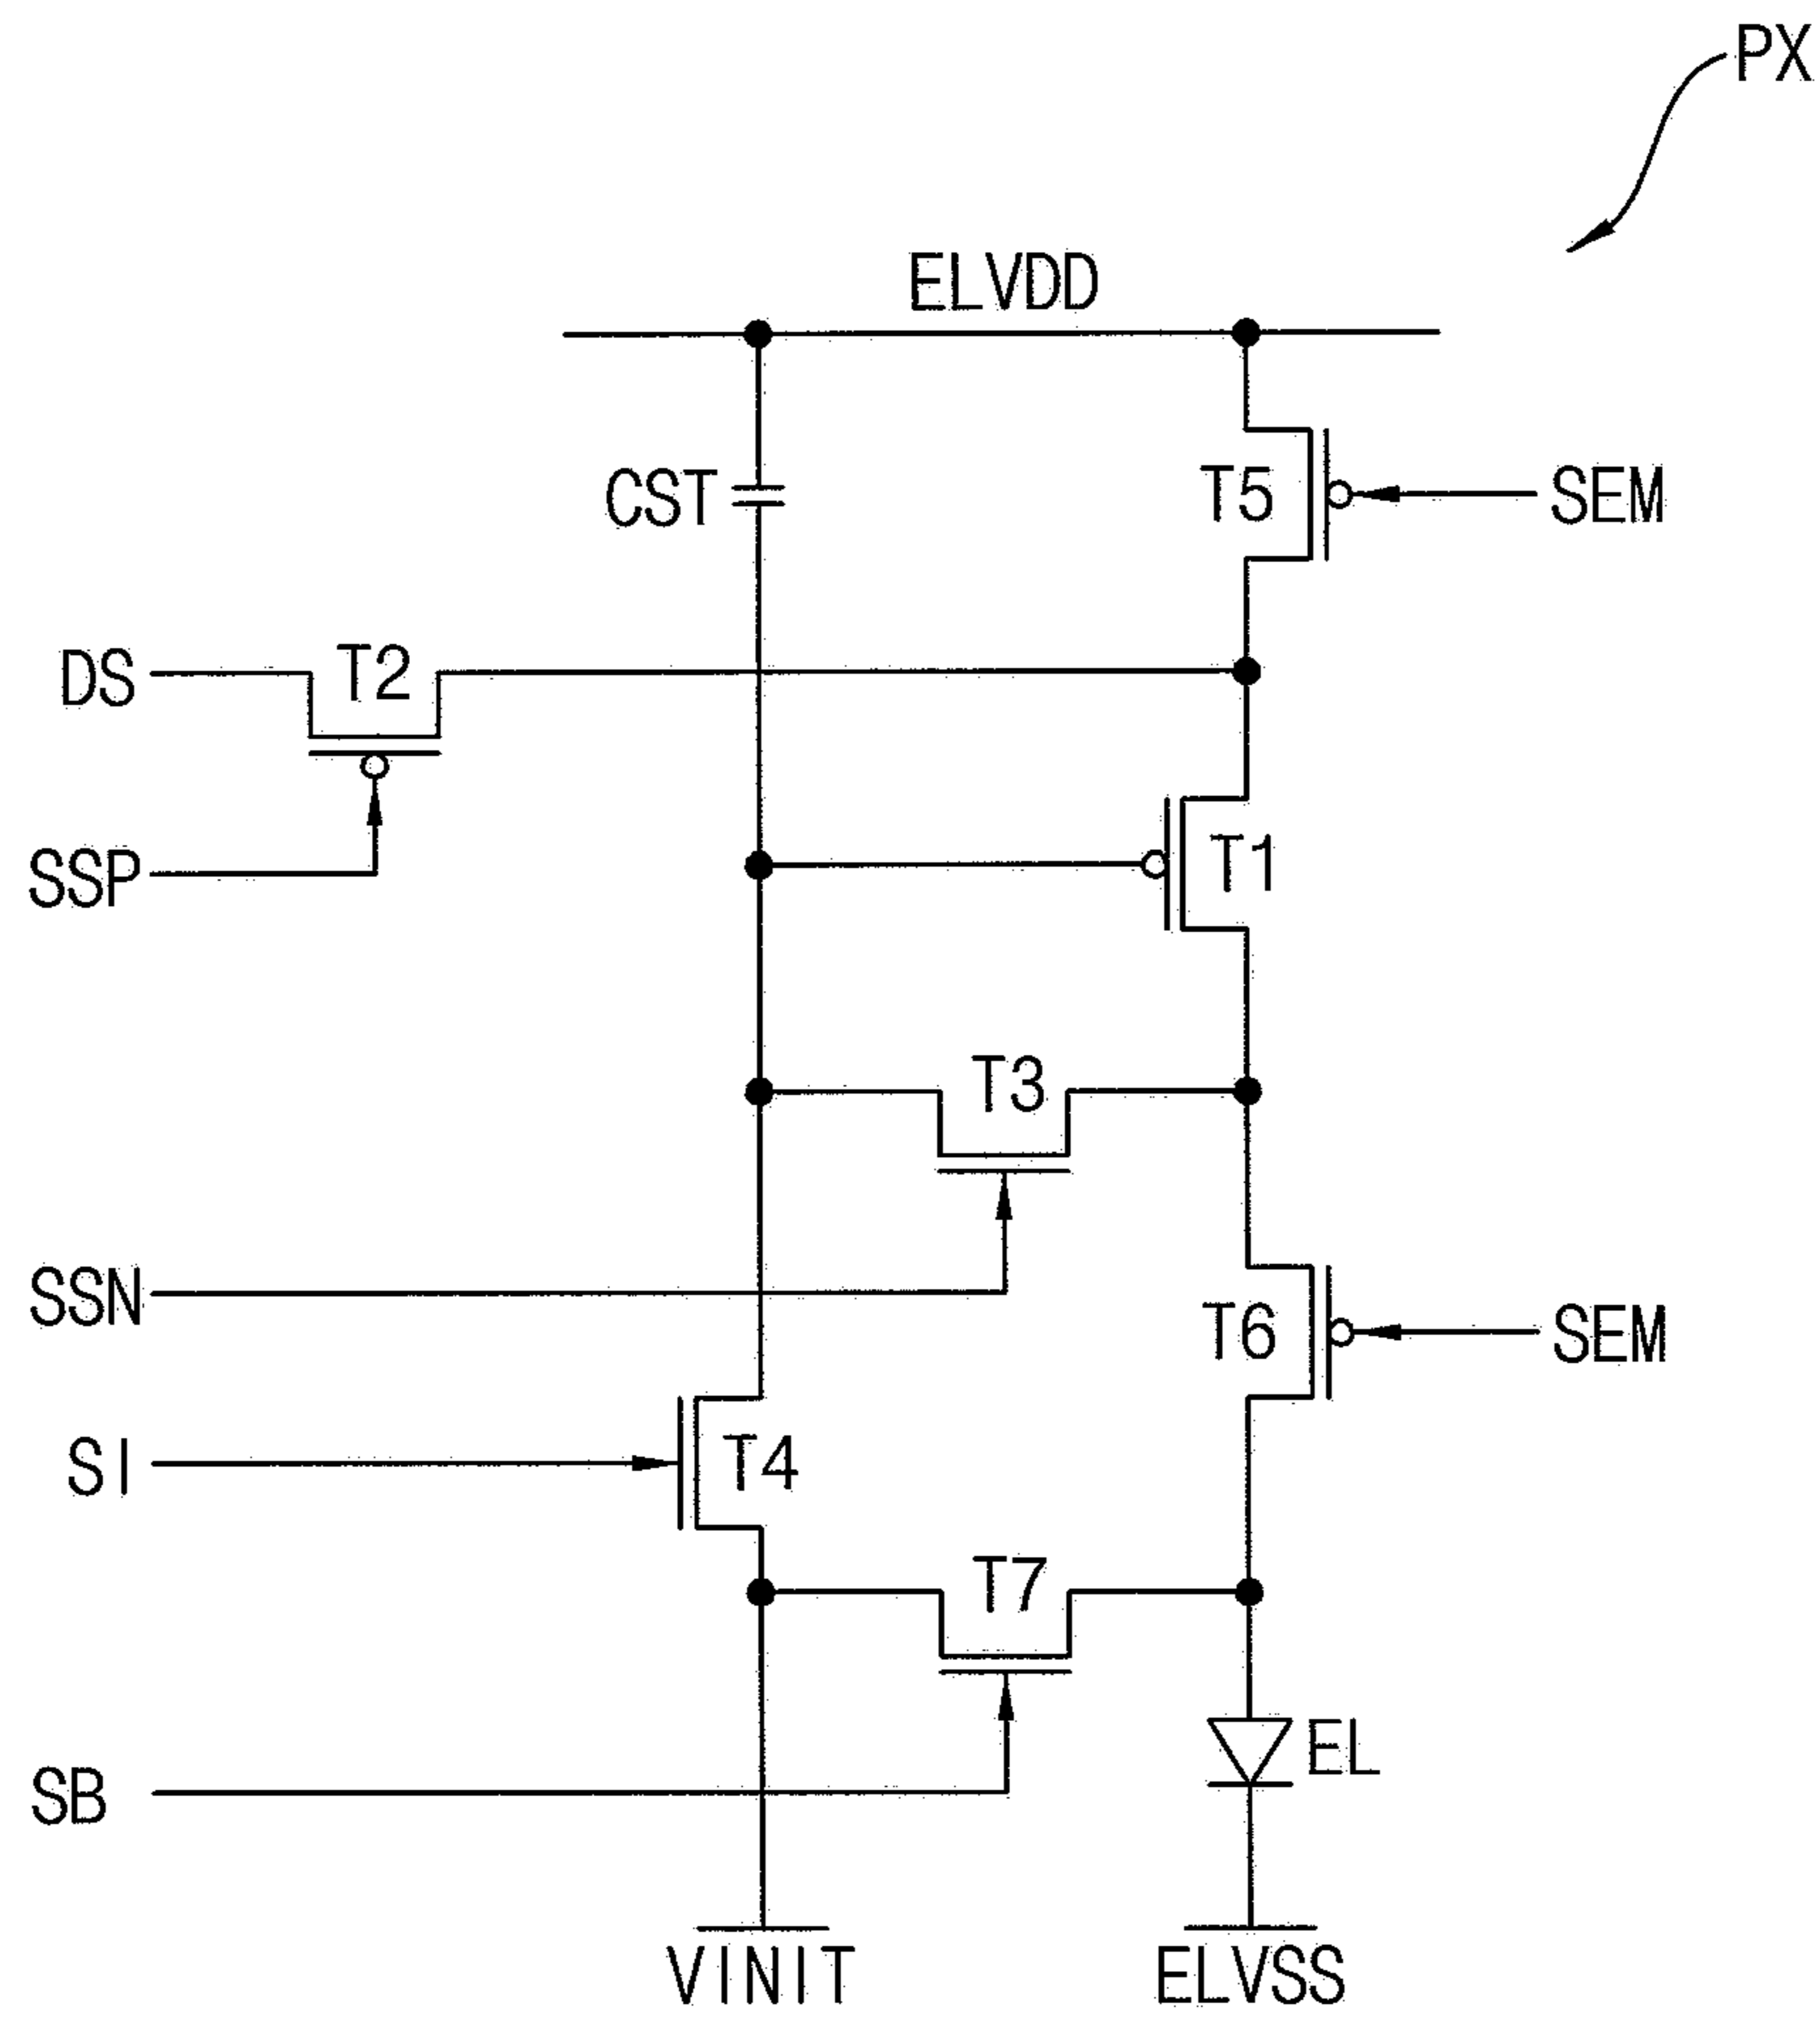 PX
ELVDD
CST
T5
SEM
DS
T2
SSP
T1
T3
SSN
T6
SEM
SI
T4
T7
EL
SB
VINIT
ELVSS